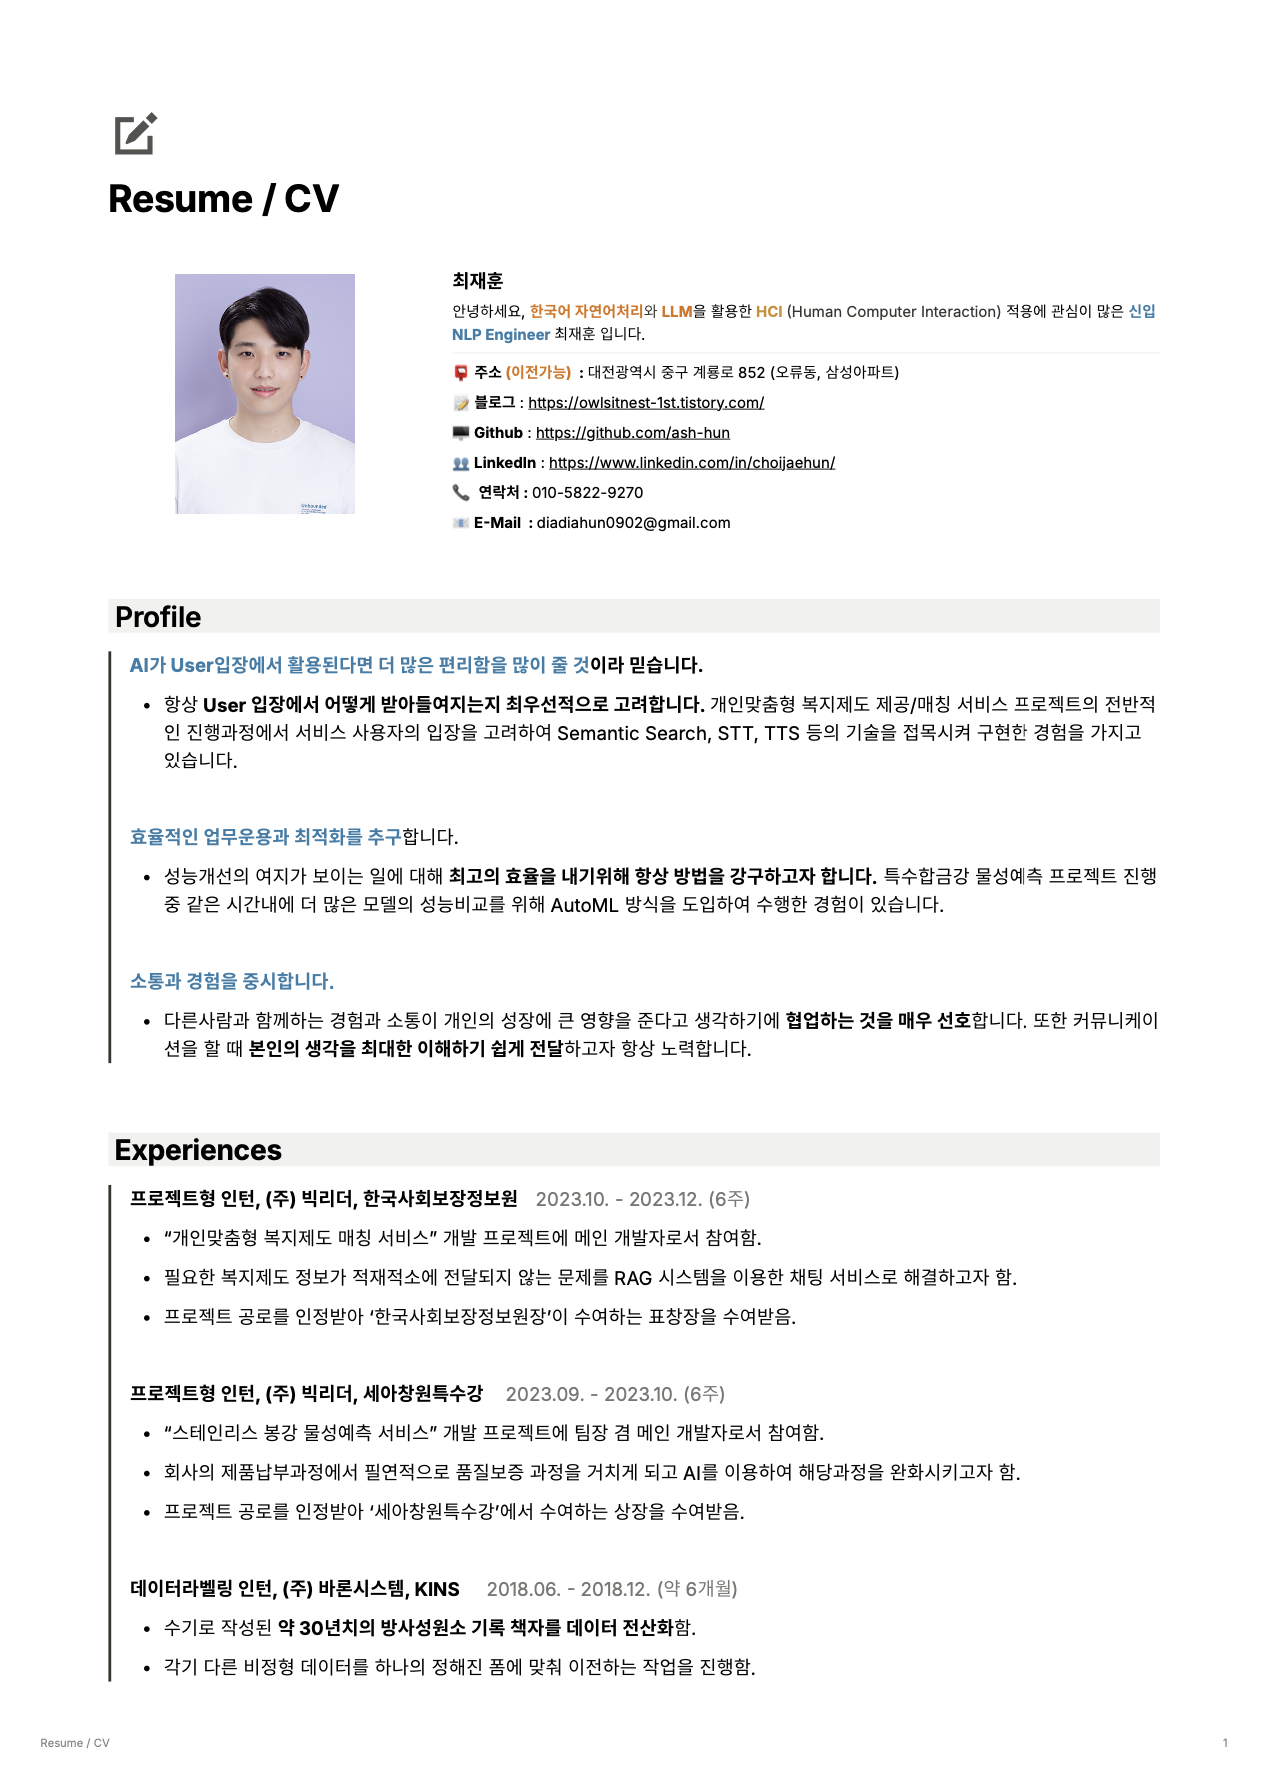 Resume / CV
최재훈
안녕하세요, 한국어 자연어처리와 LLM을 활용한 HCI (Human Computer Interaction) 적용에 관심이 많은 신입
NLP Engineer 최재훈 입니다.
주소 (이전가능) : 대전광역시 중구 계룡로 852 (오류동, 삼성아파트)
블로그 : https://owlsitnest-1st.tistory.com/
Github : https://github.com/ash-hun
LinkedIn : https://www.linkedin.com/in/choijaehun/
연락처 : 010-5822-9270
E-Mail : diadiahun0902@gmail.com
Profile
AI가 User입장에서 활용된다면 더 많은 편리함을 많이 줄 것이라 믿습니다.
• 항상 User 입장에서 어떻게 받아들여지는지 최우선적으로 고려합니다. 개인맞춤형 복지제도 제공/매칭 서비스 프로젝트의 전반적
인 진행과정에서 서비스 사용자의 입장을 고려하여 Semantic Search, STT, TTS 등의 기술을 접목시켜 구현한 경험을 가지고
있습니다.
효율적인 업무운용과 최적화를 추구합니다.
• 성능개선의 여지가 보이는 일에 대해 최고의 효율을 내기위해 항상 방법을 강구하고자 합니다. 특수합금강 물성예측 프로젝트 진행
중 같은 시간내에 더 많은 모델의 성능비교를 위해 AutoML 방식을 도입하여 수행한 경험이 있습니다.
소통과 경험을 중시합니다.
• 다른사람과 함께하는 경험과 소통이 개인의 성장에 큰 영향을 준다고 생각하기에 협업하는 것을 매우 선호합니다. 또한 커뮤니케이
션을 할 때 본인의 생각을 최대한 이해하기 쉽게 전달하고자 항상 노력합니다.
Experiences
프로젝트형 인턴, (주) 빅리더, 한국사회보장정보원 2023.10. - 2023.12. (6주)
• “개인맞춤형 복지제도 매칭 서비스” 개발 프로젝트에 메인 개발자로서 참여함.
• 필요한 복지제도 정보가 적재적소에 전달되지 않는 문제를 RAG 시스템을 이용한 채팅 서비스로 해결하고자 함.
• 프로젝트 공로를 인정받아 ‘한국사회보장정보원장’이 수여하는 표창장을 수여받음.
프로젝트형 인턴, (주) 빅리더, 세아창원특수강 2023.09. - 2023.10. (6주)
• “스테인리스 봉강 물성예측 서비스” 개발 프로젝트에 팀장 겸 메인 개발자로서 참여함.
• 회사의 제품납부과정에서 필연적으로 품질보증 과정을 거치게 되고 AI를 이용하여 해당과정을 완화시키고자 함.
• 프로젝트 공로를 인정받아 ‘세아창원특수강’에서 수여하는 상장을 수여받음.
데이터라벨링 인턴, (주) 바론시스템, KINS 2018.06. - 2018.12. (약 6개월)
• 수기로 작성된 약 30년치의 방사성원소 기록 책자를 데이터 전산화함.
• 각기 다른 비정형 데이터를 하나의 정해진 폼에 맞춰 이전하는 작업을 진행함.
Resume / CV
1